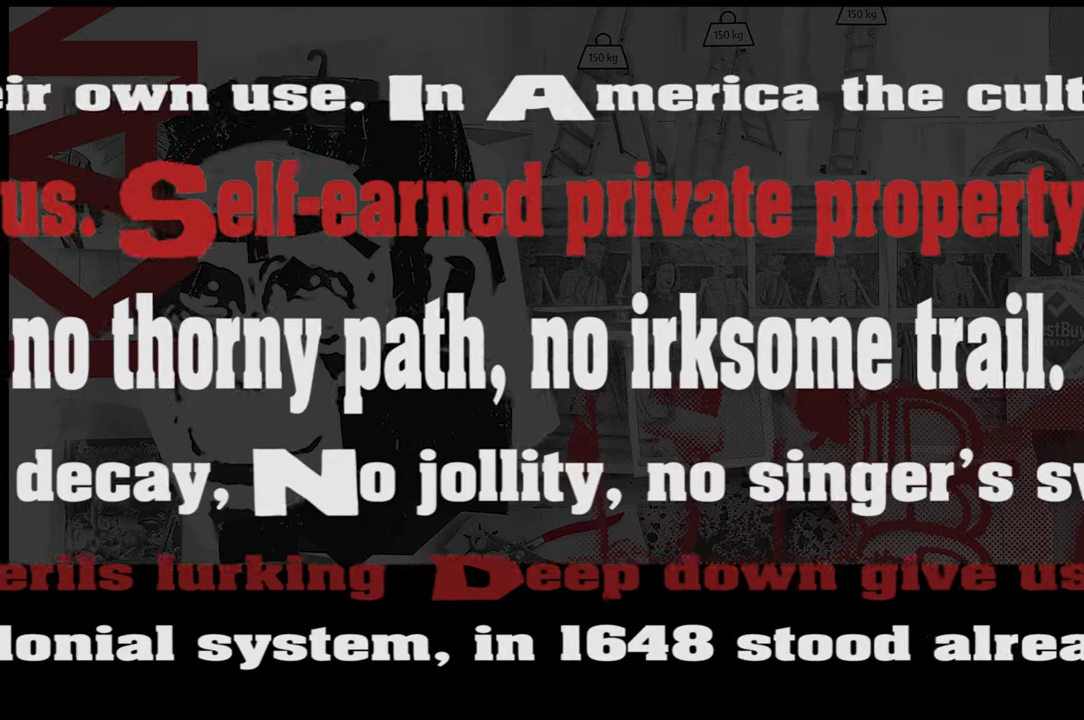 150 kg
150 kg
150 kg
eir own use. In America the cult
us. Self-earned private property
no thorny path, no irksome trail.
decay, No jollity, no singer's sw
erils lurking Deep down give us
lonial system, in 1648 stood alrea